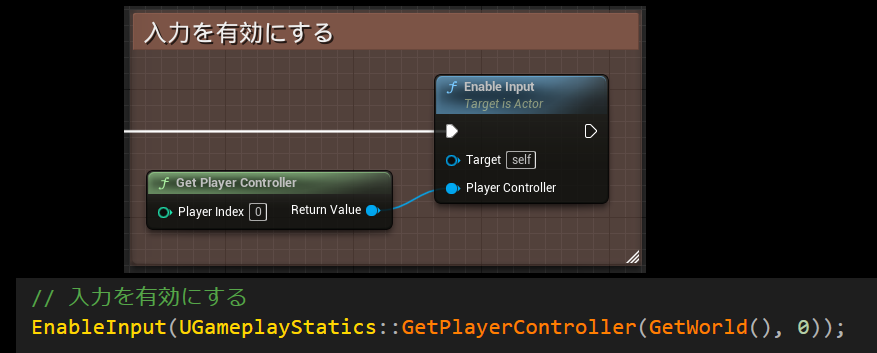 入力を有効にする
f Enable Input
Target is Actor
Target self
Player Controller
f Get Player Controller
Player Index 0 Return Value
// 入力を有効にする
EnableInput(UGameplayStatics::GetPlayerController(GetWorld(), 0));